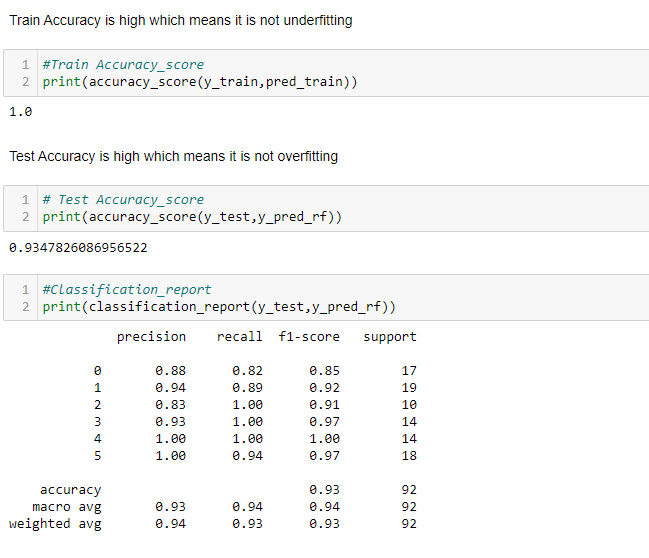 Train Accuracy is high which means it is not underfitting
1 #Train Accuracy_score
2 print(accuracy_score(y_train,pred_train))
1.0
Test Accuracy is high which means it is not overfitting
1 # Test Accuracy_score
2 print(accuracy_score(y_test,y_pred_rf))
0.9347826086956522
1 #Classification_report
2 print(classification_report(y_test,y_pred_rf))
precision recall f1-score support
0 0.88 0.82 0.85 17
1 0.94 0.89 0.92 19
2 0.83 1.00 0.91 10
3 0.93 1.00 0.97 14
4 1.00 1.00 1.00 14
5 1.00 0.94 0.97 18
accuracy 0.93 92
macro avg 0.93 0.94 0.94 92
weighted avg 0.94 0.93 0.93 92